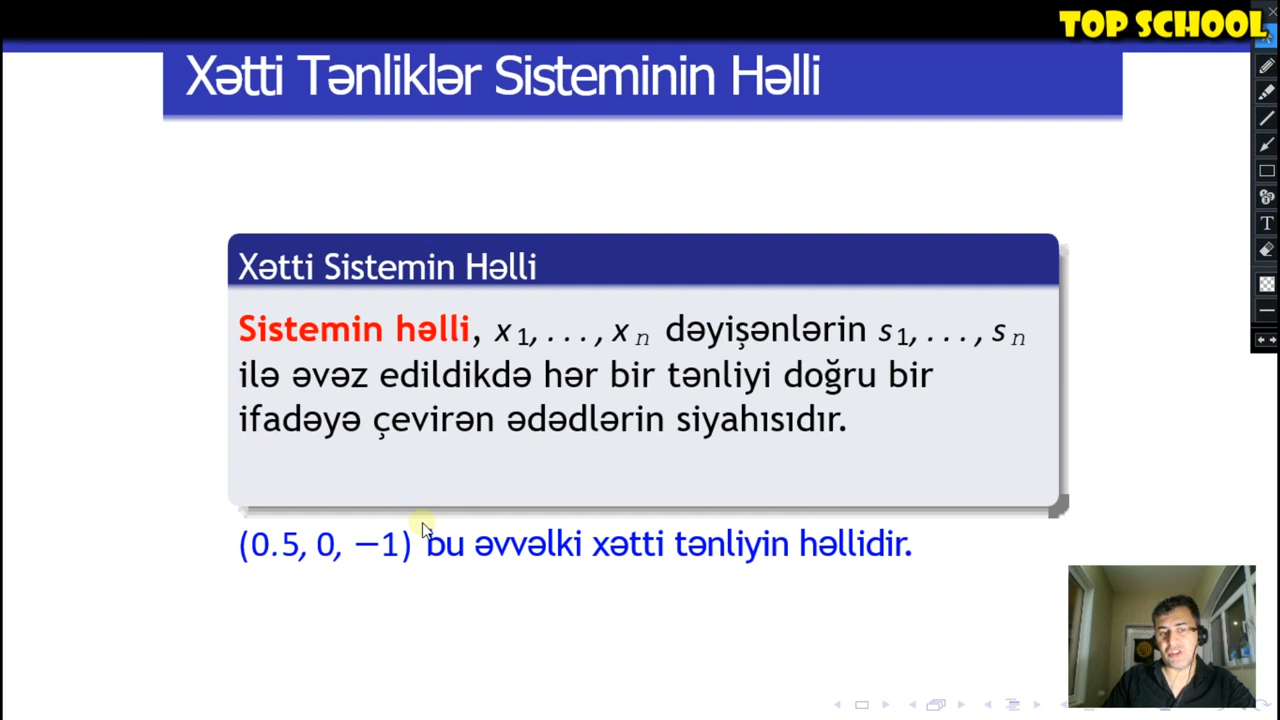 TOP SCHOOL
Xətti Tənliklər Sisteminin Həlli
Xətti Sistemin Həlli
Sistemin həlli, x₁, . . . , xₙ dəyişənlərin s₁, . . . , sₙ
ilə əvəz edildikdə hər bir tənliyi doğru bir
ifadəyə çevirən ədədlərin siyahısıdır.
(0.5, 0, −1) bu əvvəlki xətti tənliyin həllidir.